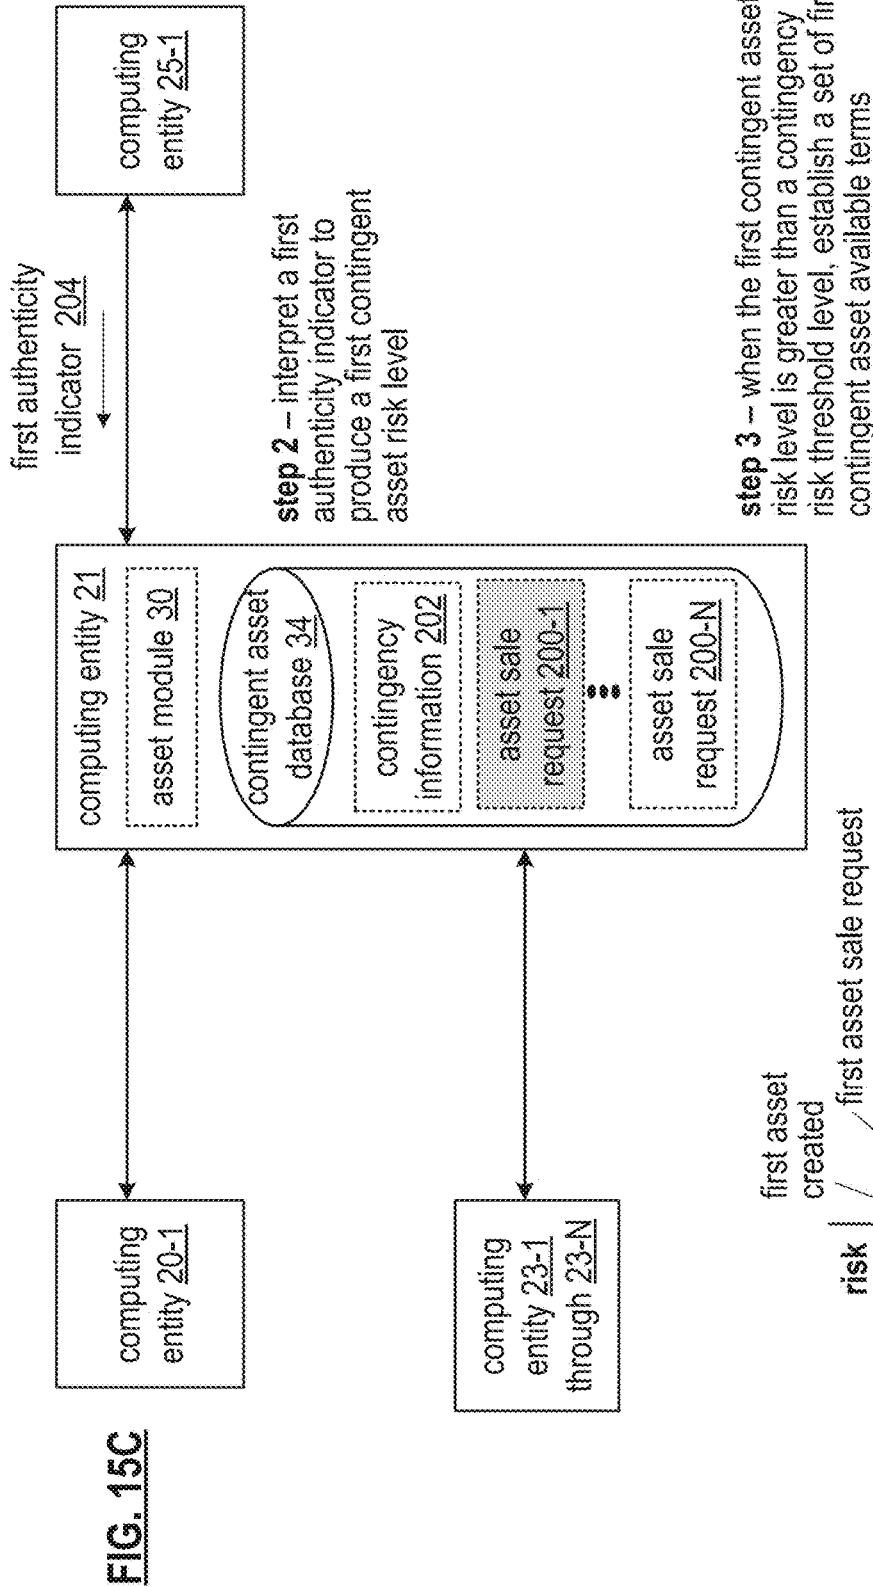 FIG. 15C
computing
entity 20-1
computing
entity 23-1
through 23-N
computing entity 21
asset module 30
contingent asset
database 34
contingency
information 202
asset sale
request 200-1
asset sale
request 200-N
first authenticity
indicator 204
computing
entity 25-1
step 2 – interpret a first
authenticity indicator to
produce a first contingent
asset risk level
step 3 – when the first contingent asset
risk level is greater than a contingency
risk threshold level, establish a set of
contingent asset available terms
first asset
created
first asset sale request
risk